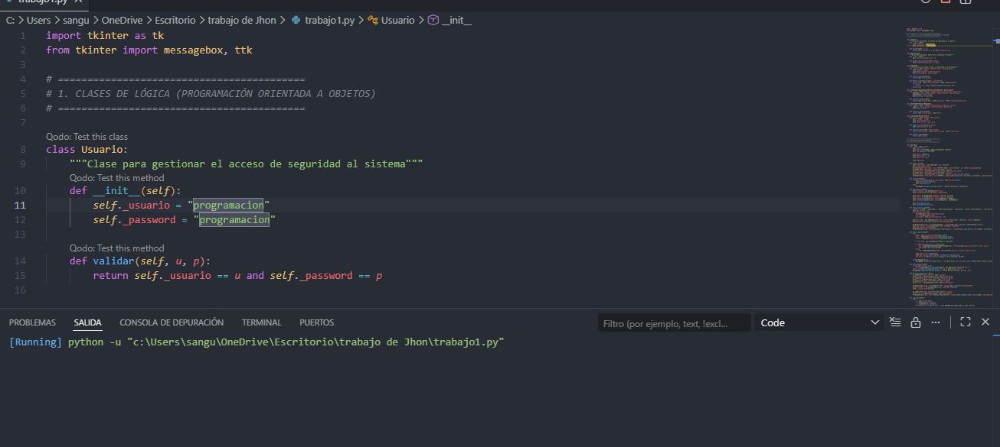 trabajo1.py
C: > Users > sangu > OneDrive > Escritorio > trabajo de Jhon > trabajo1.py > Usuario > __init__
1 import tkinter as tk
2 from tkinter import messagebox, ttk
3
4 # ==========================================
5 # 1. CLASES DE LÓGICA (PROGRAMACIÓN ORIENTADA A OBJETOS)
6 # ==========================================
7
Qodo: Test this class
8 class Usuario:
9 """Clase para gestionar el acceso de seguridad al sistema"""
Qodo: Test this method
10 def __init__(self):
11 self._usuario = "programacion"
12 self._password = "programacion"
13
Qodo: Test this method
14 def validar(self, u, p):
15 return self._usuario == u and self._password == p
16
PROBLEMAS SALIDA CONSOLA DE DEPURACIÓN TERMINAL PUERTOS Filtro (por ejemplo, text, !excl... Code
[Running] python -u "c:\Users\sangu\OneDrive\Escritorio\trabajo de Jhon\trabajo1.py"